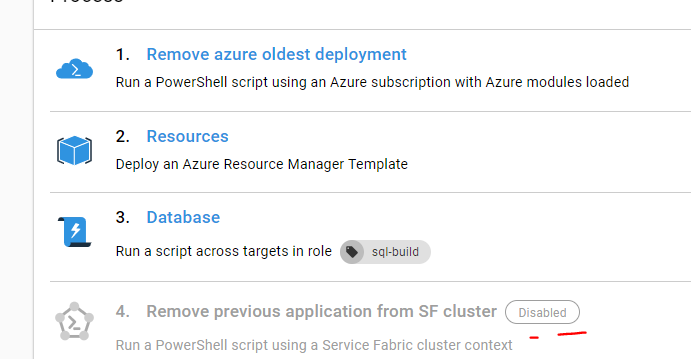 1. Remove azure oldest deployment
Run a PowerShell script using an Azure subscription with Azure modules loaded
2. Resources
Deploy an Azure Resource Manager Template
3. Database
Run a script across targets in role sql-build
4. Remove previous application from SF cluster Disabled
Run a PowerShell script using a Service Fabric cluster context